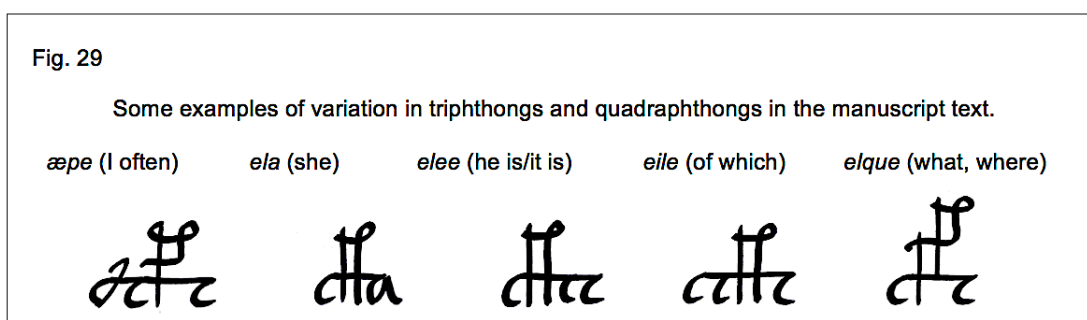 Fig. 29
Some examples of variation in triphthongs and quadraphthongs in the manuscript text.
æpe (I often) ela (she) elee (he is/it is) eile (of which) elque (what, where)